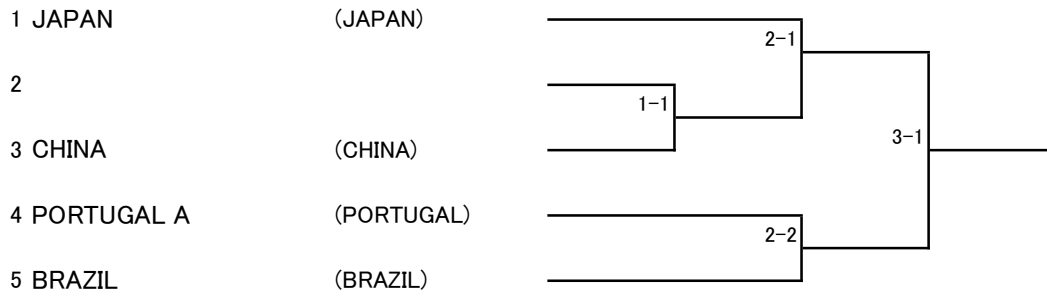 1 JAPAN (JAPAN)
2-1
2
1-1
3 CHINA (CHINA)
3-1
4 PORTUGAL A (PORTUGAL)
2-2
5 BRAZIL (BRAZIL)